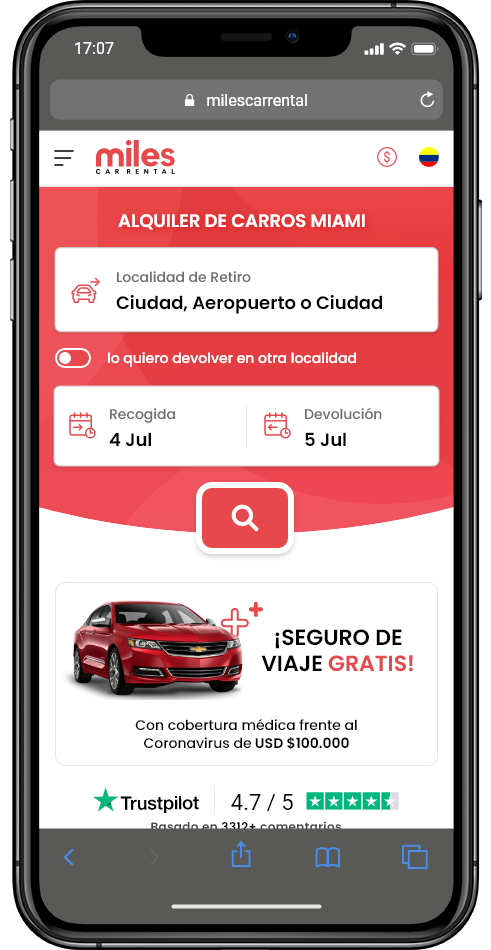 17:07
milescarrental
miles
CAR RENTAL
$
ALQUILER DE CARROS MIAMI
Localidad de Retiro
Ciudad, Aeropuerto o Ciudad
lo quiero devolver en otra localidad
Recogida
4 Jul
Devolución
5 Jul
¡SEGURO DE
VIAJE GRATIS!
Con cobertura médica frente al
Coronavirus de USD $100.000
Trustpilot
4.7 / 5
Basado en 3312+ comentarios